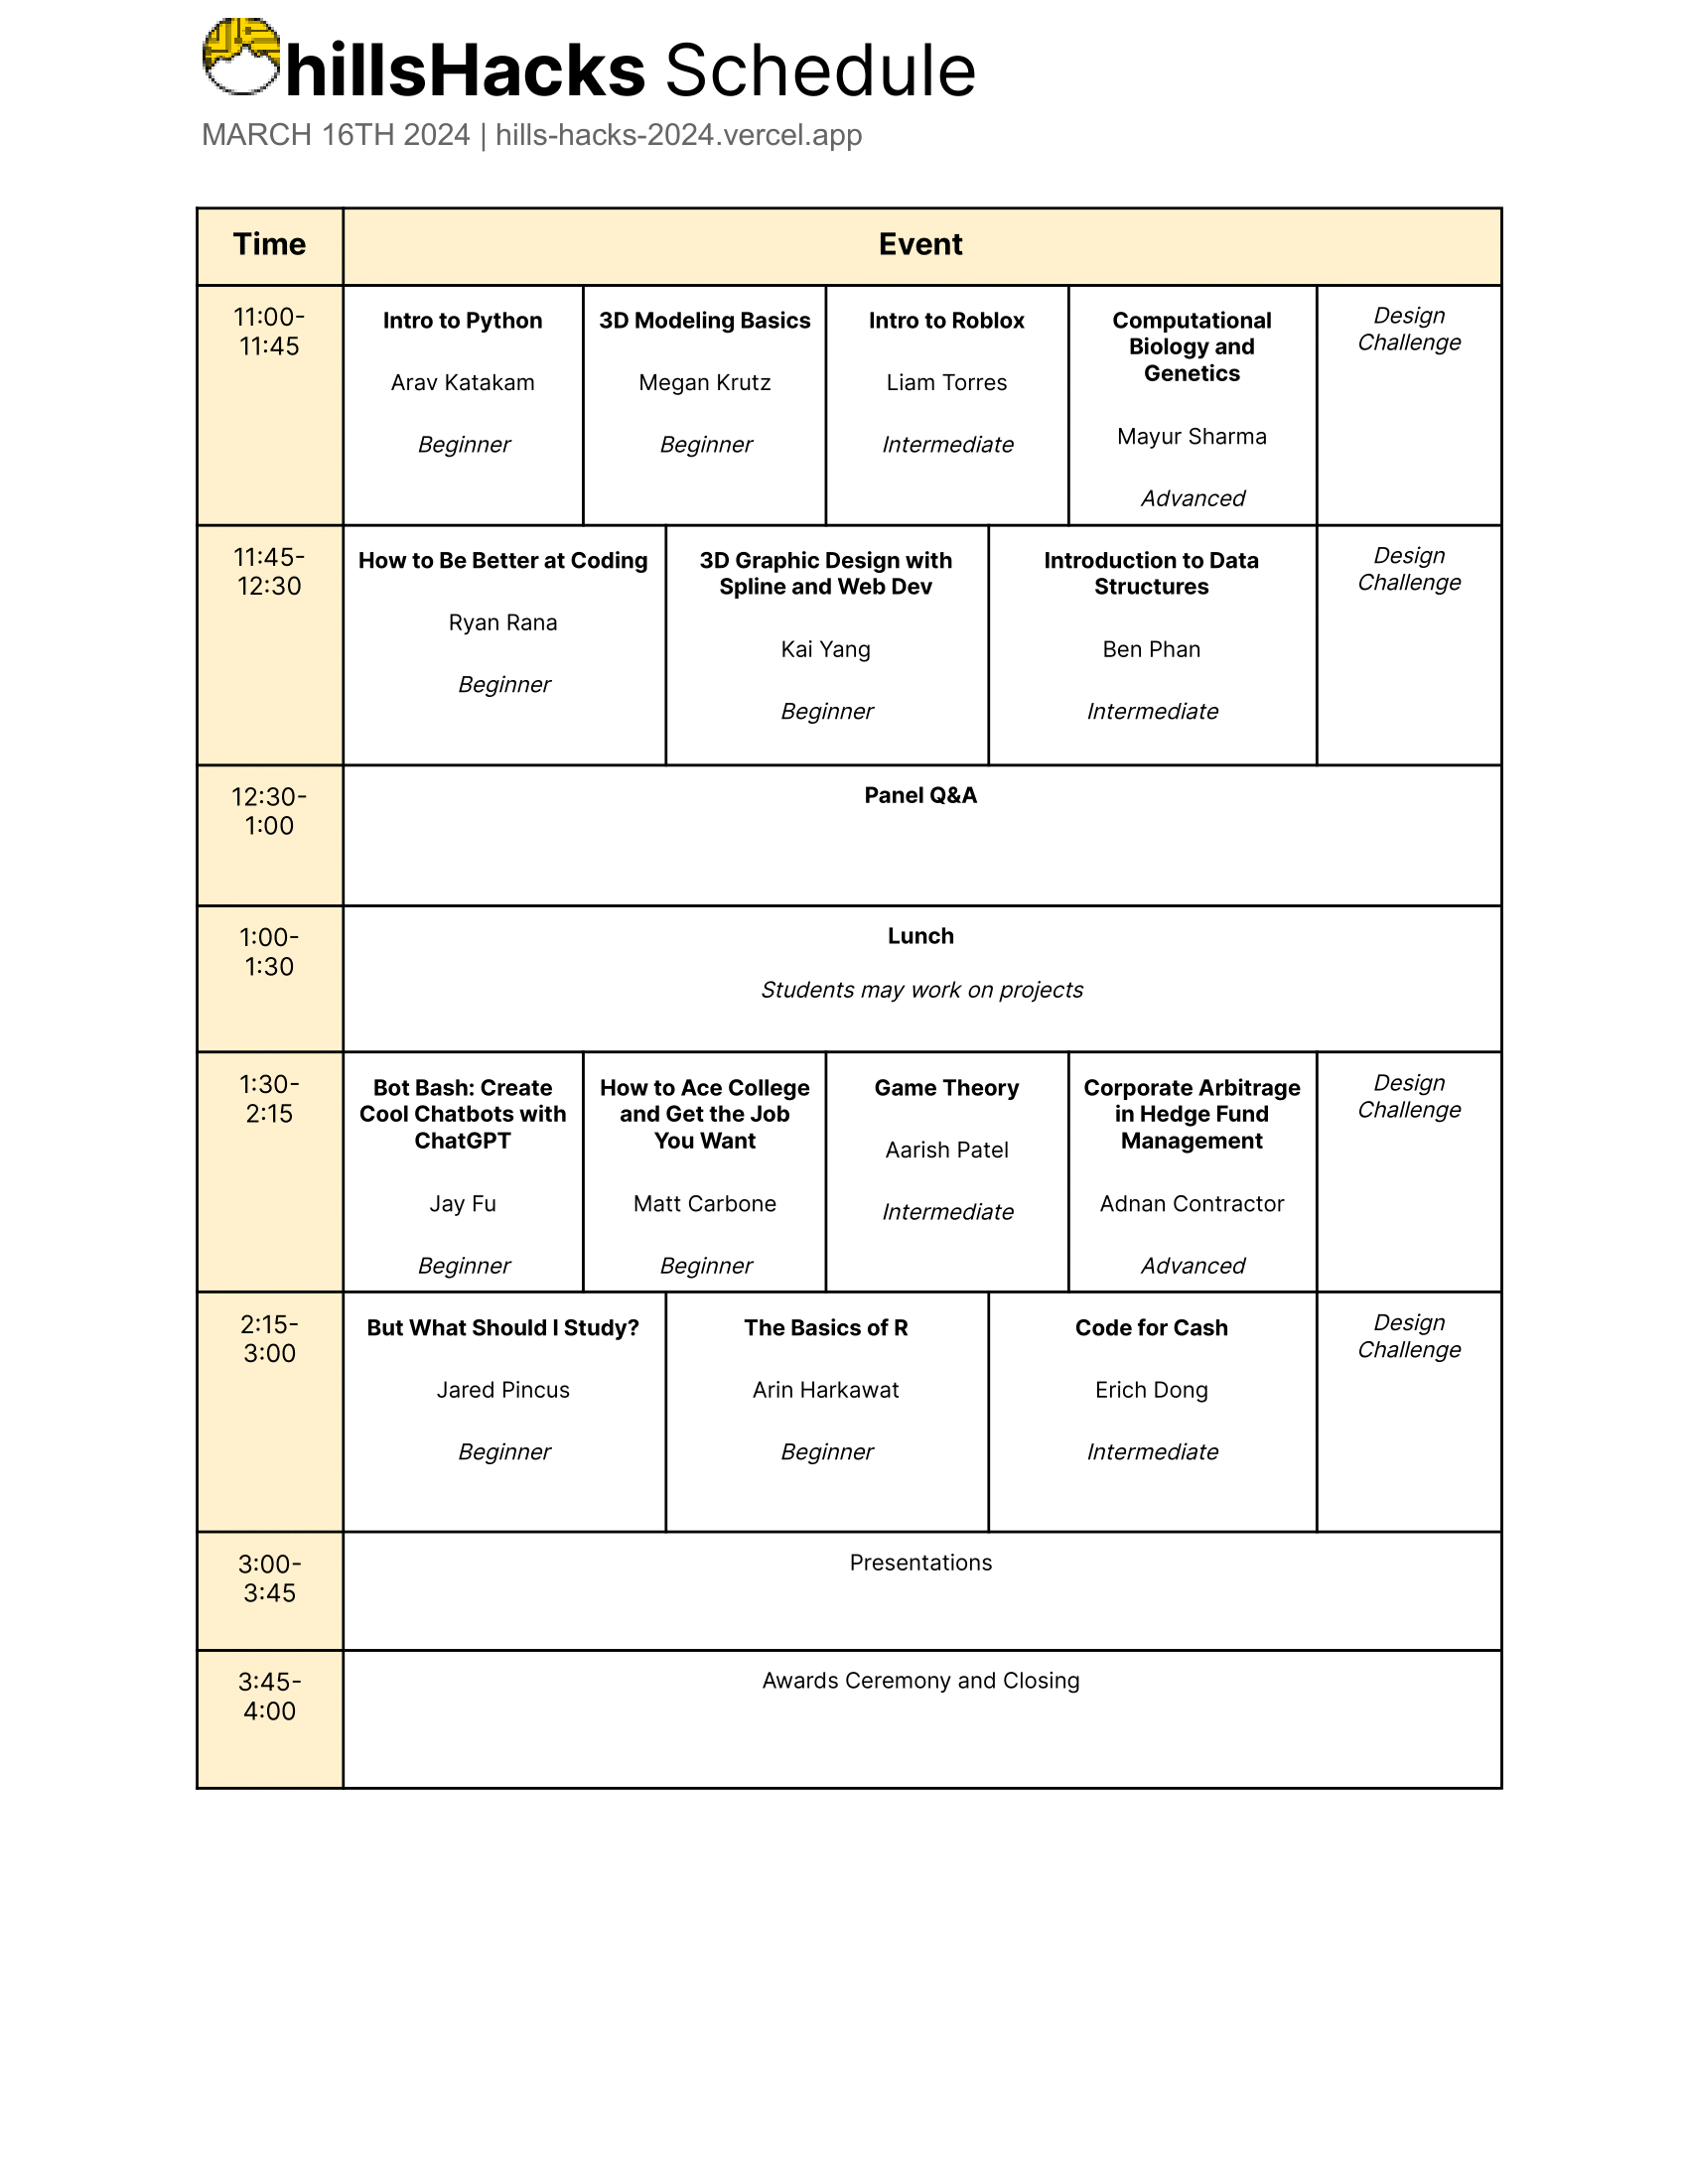 hillsHacks Schedule
MARCH 16TH 2024 | hills-hacks-2024.vercel.app
Time
Event
11:00-
11:45
Intro to Python
Arav Katakam
Beginner
3D Modeling Basics
Megan Krutz
Beginner
Intro to Roblox
Liam Torres
Intermediate
Computational
Biology and
Genetics
Mayur Sharma
Advanced
Design
Challenge
11:45-
12:30
How to Be Better at Coding
Ryan Rana
Beginner
3D Graphic Design with
Spline and Web Dev
Kai Yang
Beginner
Introduction to Data
Structures
Ben Phan
Intermediate
Design
Challenge
12:30-
1:00
Panel Q&A
1:00-
1:30
Lunch
Students may work on projects
1:30-
2:15
Bot Bash: Create
Cool Chatbots with
ChatGPT
Jay Fu
Beginner
How to Ace College
and Get the Job
You Want
Matt Carbone
Beginner
Game Theory
Aarish Patel
Intermediate
Corporate Arbitrage
in Hedge Fund
Management
Adnan Contractor
Advanced
Design
Challenge
2:15-
3:00
But What Should I Study?
Jared Pincus
Beginner
The Basics of R
Arin Harkawat
Beginner
Code for Cash
Erich Dong
Intermediate
Design
Challenge
3:00-
3:45
Presentations
3:45-
4:00
Awards Ceremony and Closing